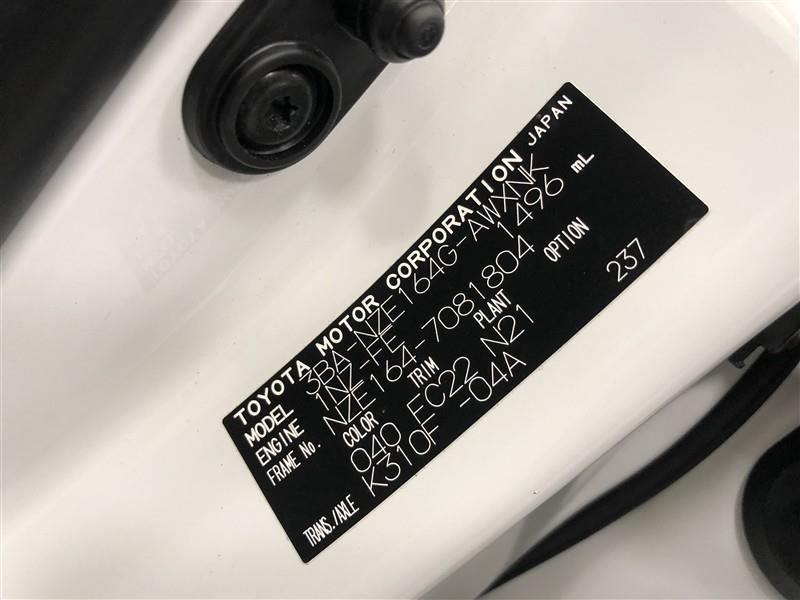 TOYOTA MOTOR CORPORATION JAPAN
MODEL 3BA-NZE164G-AWXNK
ENGINE 1NZ-FE 1496 mL
FRAME No. NZE164-7081804
COLOR TRIM PLANT OPTION
040 FC22 N21 237
TRANS./AXLE K310F -04A